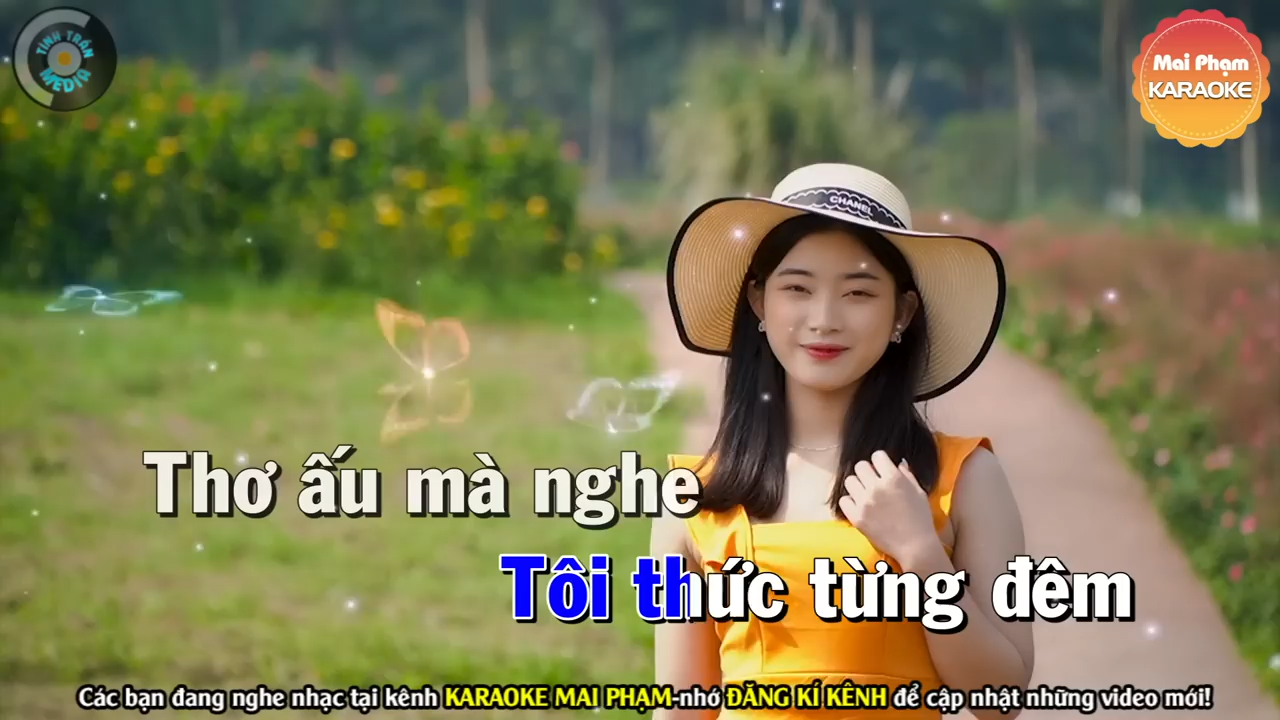 TÌNH TRẦN
MEDIA
Mai Phạm
KARAOKE
CHANEL
Thơ ấu mà nghe
Tôi thức từng đêm
Các bạn đang nghe nhạc tại kênh KARAOKE MAI PHẠM-nhớ ĐĂNG KÍ KÊNH để cập nhật những video mới!